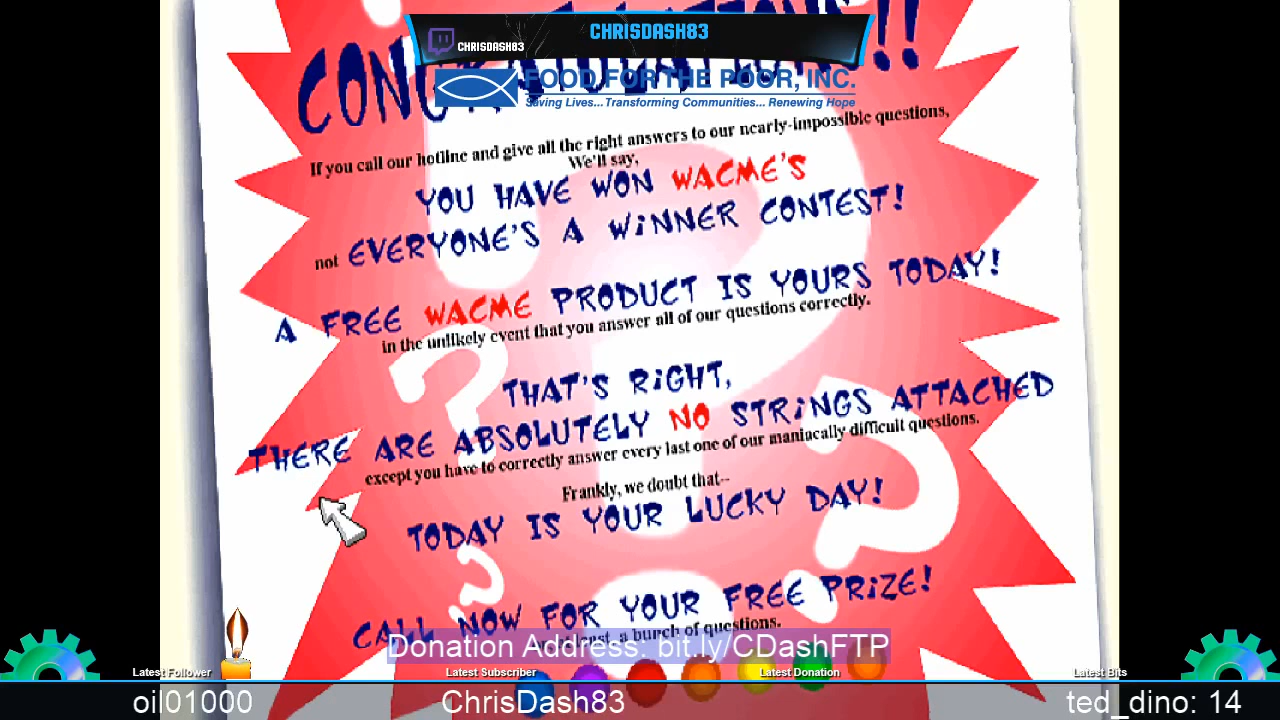 CHRISDASH83
CHRISDASH83
CONGRATULATIONS!!
FOOD FOR THE POOR, INC.
Saving Lives...Transforming Communities... Renewing Hope
If you call our hotline and give all the right answers to our nearly-impossible questions,
We'll say,
YOU HAVE WON WACME'S
not EVERYONE'S A WiNNER CONTEST!
A FREE WACME PRODUCT IS YOURS TODAY!
in the unlikely event that you answer all of our questions correctly.
THAT'S RiGHT,
THERE ARE ABSOLUTELY NO STRiNGS ATTACHED
except you have to correctly answer every last one of our maniacally difficult questions.
Frankly, we doubt that--
TODAY IS YOUR LUCKY DAY!
CALL NOW FOR YOUR FREE PRiZE!
a bunch of questions.
Donation Address: bit.ly/CDashFTP
Latest Follower Latest Subscriber Latest Donation Latest Bits
oil01000 ChrisDash83 ted_dino: 14